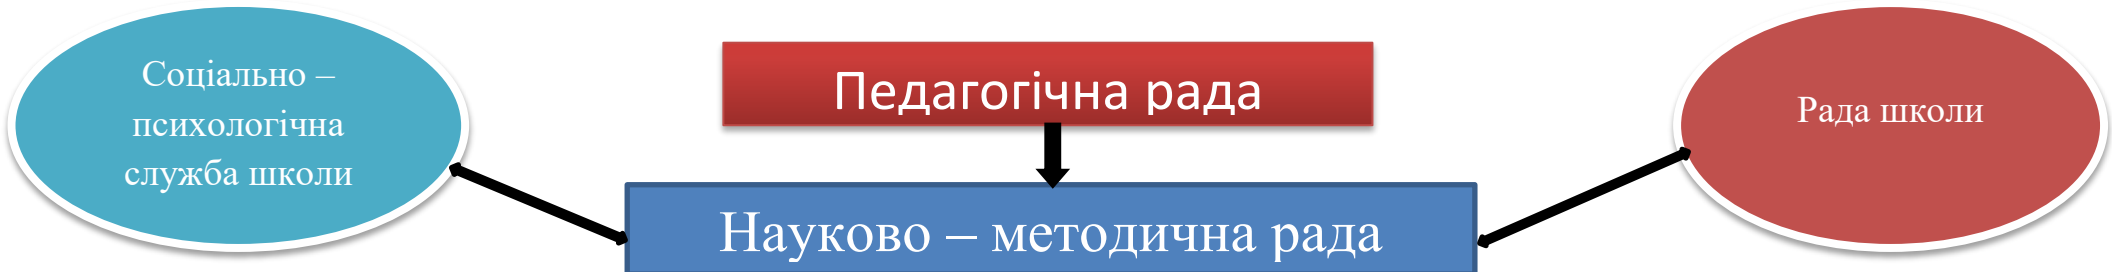 Соціально –
психологічна
служба школи
Педагогічна рада
Рада школи
Науково – методична рада